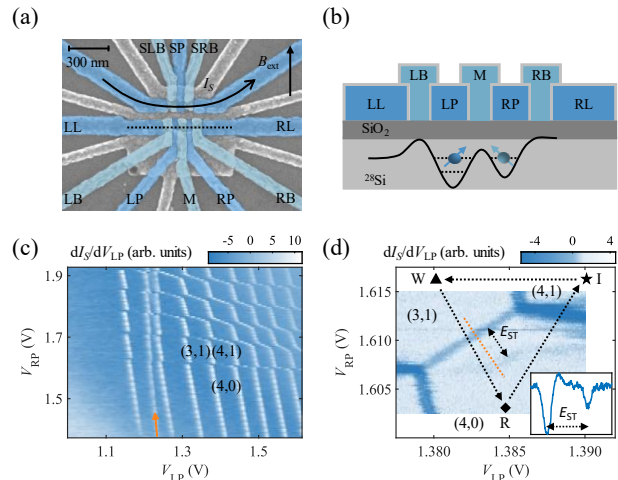 (a)
SLB SP SRB
300 nm
I_S
B_ext
LL
RL
LB
LP
M
RP
RB
(b)
LB
M
RB
LL
LP
RP
RL
SiO₂
²⁸Si
(c)
dI_S/dV_LP (arb. units)
-5 0 5 10
1.9
1.7
1.5
V_RP (V)
(3,1)
(4,1)
(4,0)
1.1 1.3 1.5
V_LP (V)
(d)
dI_S/dV_LP (arb. units)
-4 0 4
W
I
1.615
(4,1)
(3,1)
E_ST
V_RP (V)
1.605
(4,0)
R
E_ST
1.380 1.385 1.390
V_LP (V)